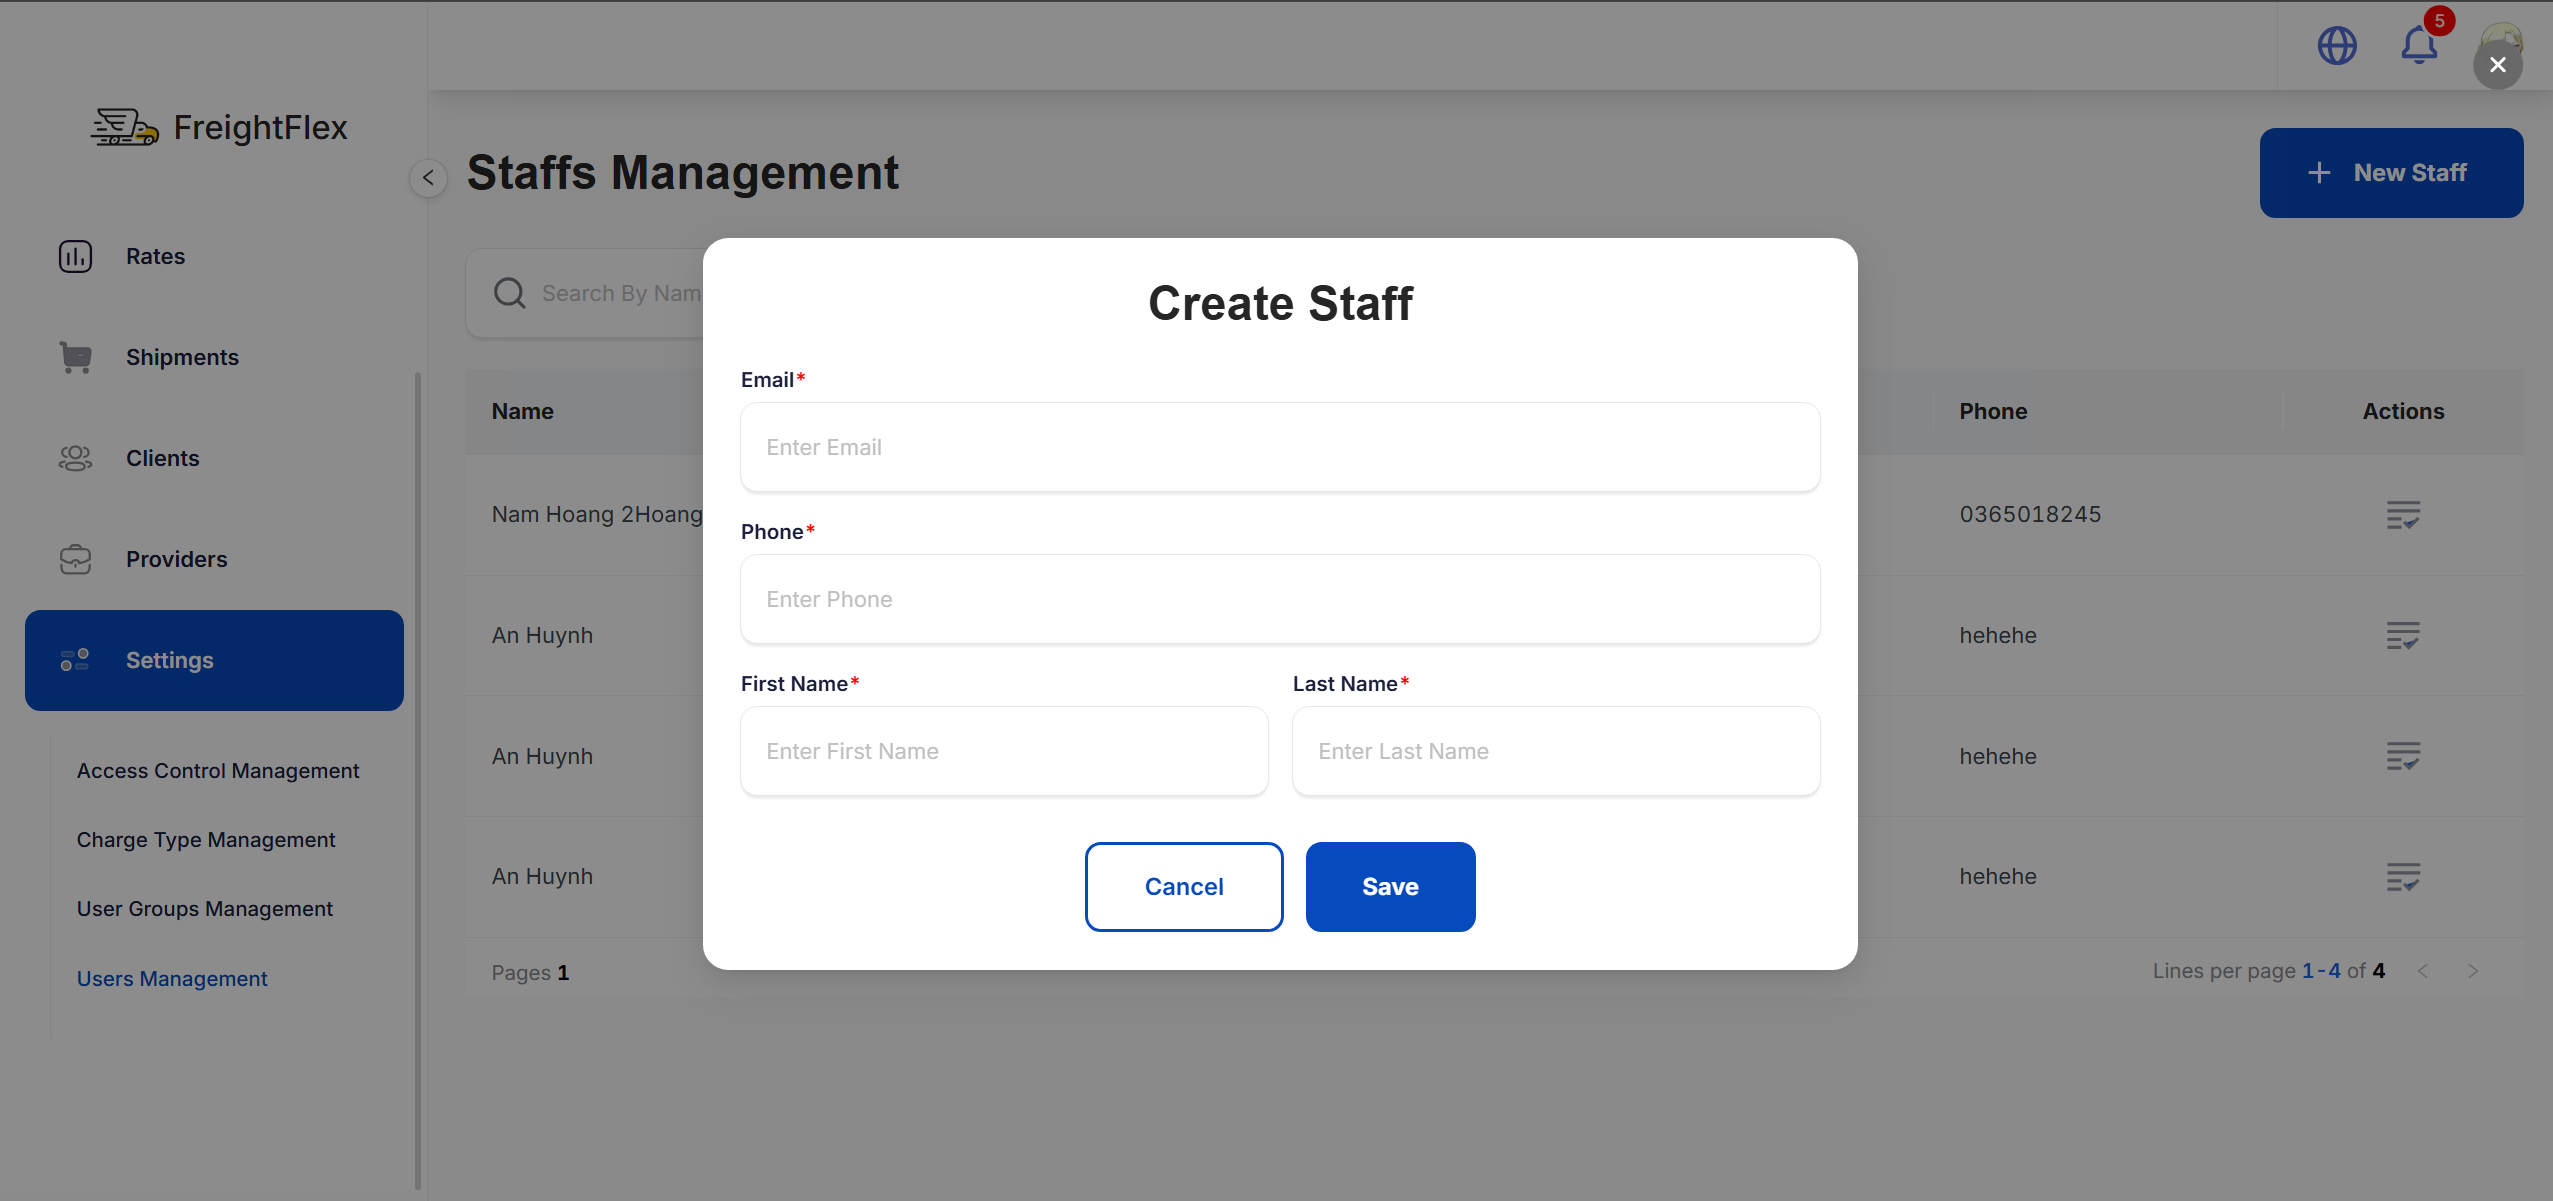 5
FreightFlex
Staffs Management
+ New Staff
Rates
Shipments
Clients
Providers
Settings
Access Control Management
Charge Type Management
User Groups Management
Users Management
Search By Nam
Name
Phone
Actions
Nam Hoang 2Hoang
0365018245
An Huynh
hehehe
An Huynh
hehehe
An Huynh
hehehe
Pages 1
Lines per page 1-4 of 4
Create Staff
Email*
Enter Email
Phone*
Enter Phone
First Name*
Last Name*
Enter First Name
Enter Last Name
Cancel
Save